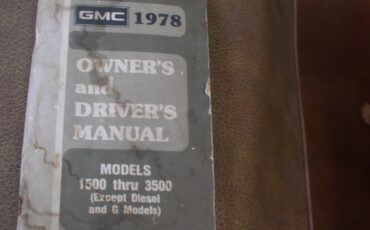 GMC 1978
OWNER'S
and
DRIVER'S
MANUAL
MODELS
1500 thru 3500
(Except Diesel
and G Models)